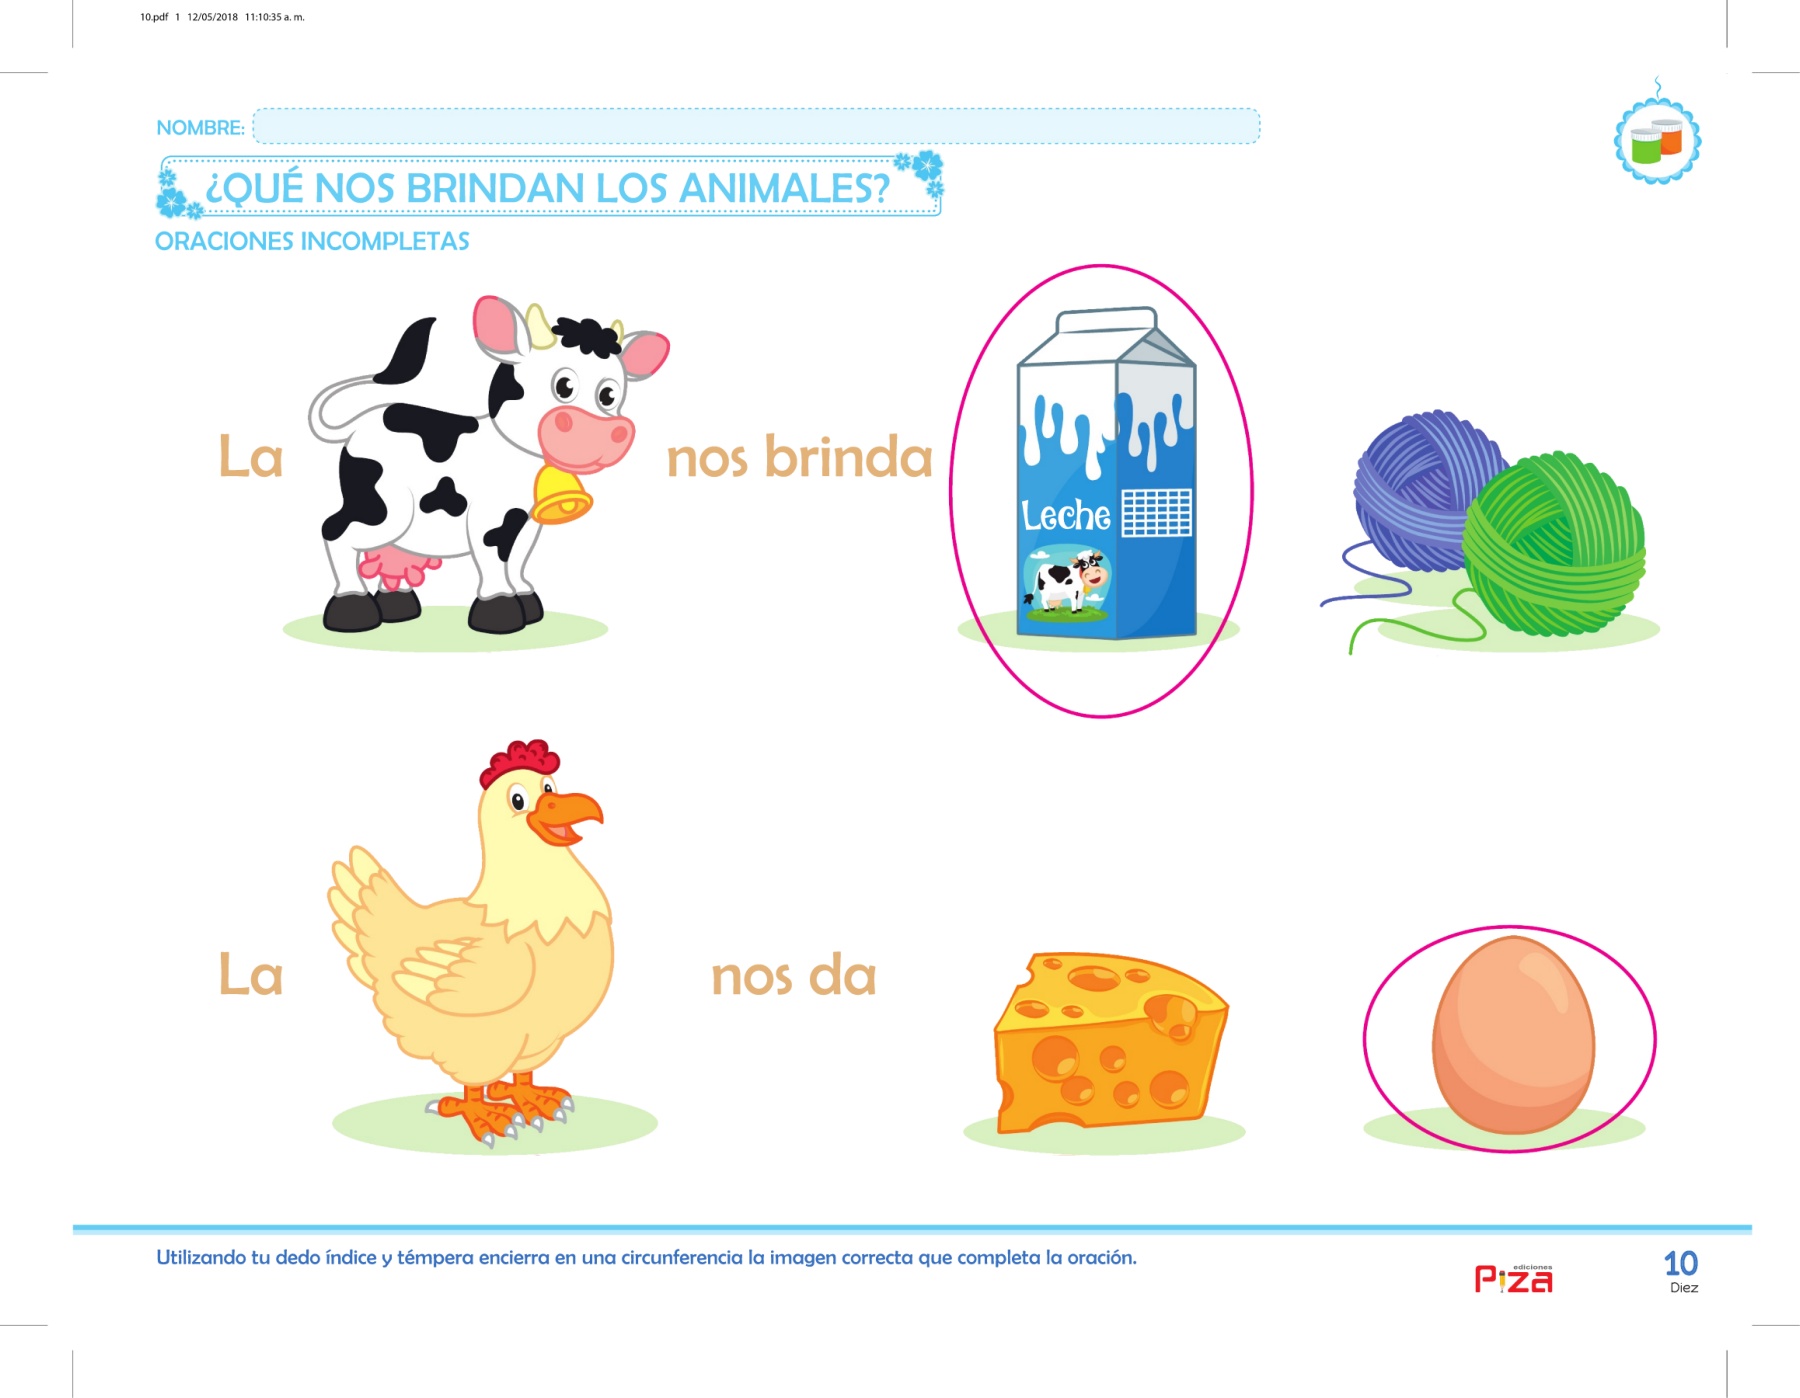 10.pdf 1 12/05/2018 11:10:35 a. m.
NOMBRE:
¿QUÉ NOS BRINDAN LOS ANIMALES?
ORACIONES INCOMPLETAS
La nos brinda
Leche
La nos da
Utilizando tu dedo índice y témpera encierra en una circunferencia la imagen correcta que completa la oración.
ediciones
Piza
10
Diez